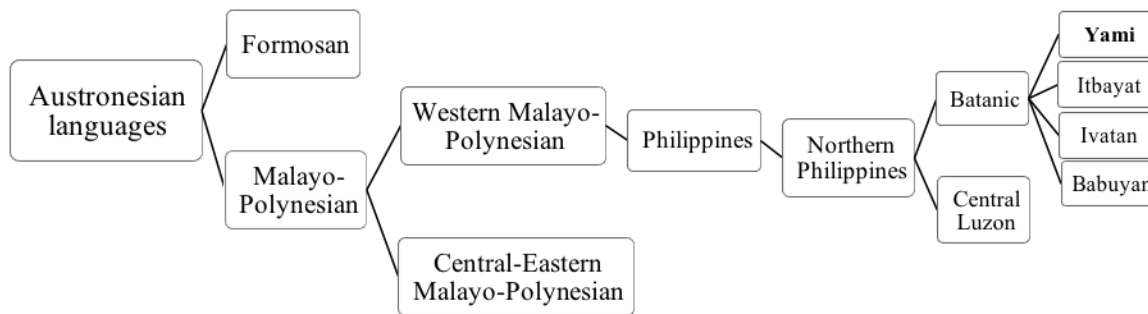 Austronesian
languages
Formosan
Malayo-
Polynesian
Western Malayo-
Polynesian
Central-Eastern
Malayo-Polynesian
Philippines
Northern
Philippines
Batanic
Central
Luzon
Yami
Itbayat
Ivatan
Babuyan